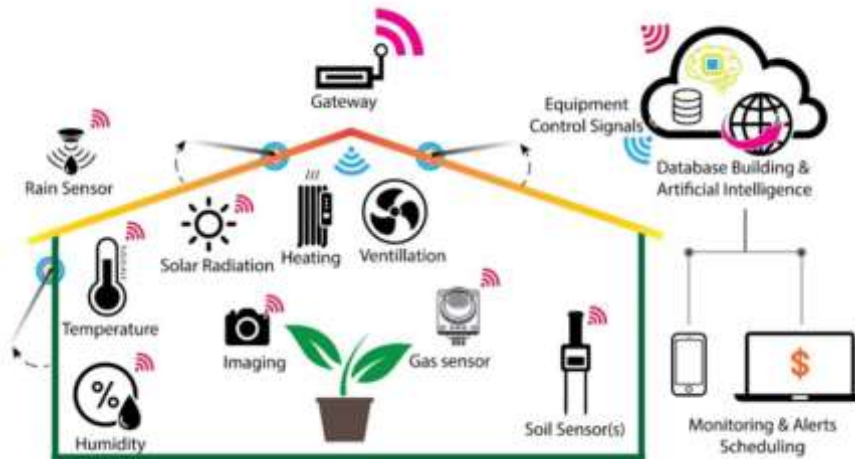 Gateway
Equipment
Control Signals
Rain Sensor
Database Building &
Artificial Intelligence
Solar Radiation
Heating
Ventillation
Temperature
Imaging
Gas sensor
%
$
Humidity
Soil Sensor(s)
Monitoring & Alerts
Scheduling